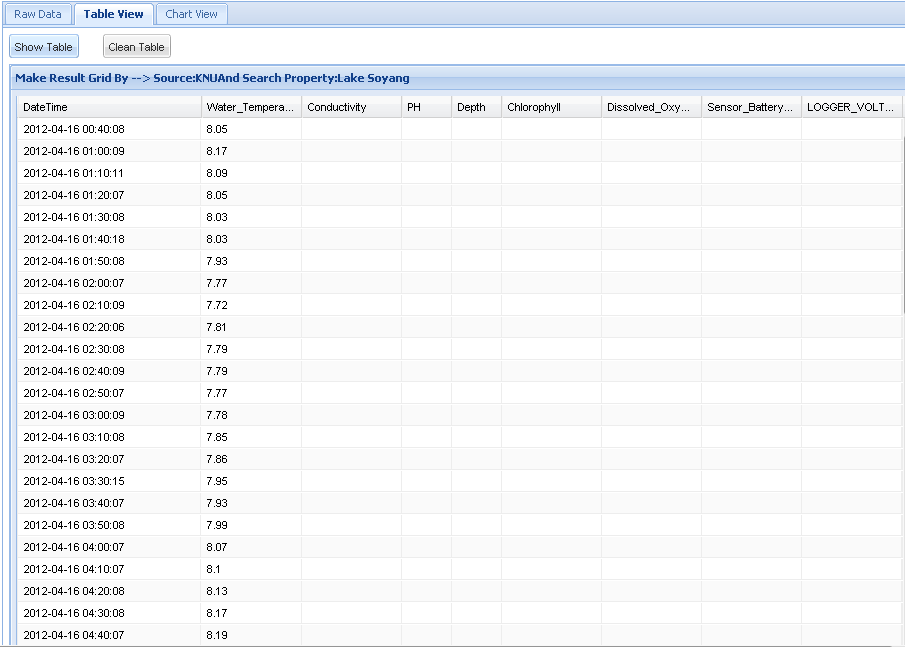 Raw Data Table View Chart View
Show Table Clean Table
Make Result Grid By --> Source:KNUAnd Search Property:Lake Soyang
DateTime Water_Tempera... Conductivity PH Depth Chlorophyll Dissolved_Oxy... Sensor_Battery... LOGGER_VOLT...
2012-04-16 00:40:08 8.05
2012-04-16 01:00:09 8.17
2012-04-16 01:10:11 8.09
2012-04-16 01:20:07 8.05
2012-04-16 01:30:08 8.03
2012-04-16 01:40:18 8.03
2012-04-16 01:50:08 7.93
2012-04-16 02:00:07 7.77
2012-04-16 02:10:09 7.72
2012-04-16 02:20:06 7.81
2012-04-16 02:30:08 7.79
2012-04-16 02:40:09 7.79
2012-04-16 02:50:07 7.77
2012-04-16 03:00:09 7.78
2012-04-16 03:10:08 7.85
2012-04-16 03:20:07 7.86
2012-04-16 03:30:15 7.95
2012-04-16 03:40:07 7.93
2012-04-16 03:50:08 7.99
2012-04-16 04:00:07 8.07
2012-04-16 04:10:07 8.1
2012-04-16 04:20:08 8.13
2012-04-16 04:30:08 8.17
2012-04-16 04:40:07 8.19